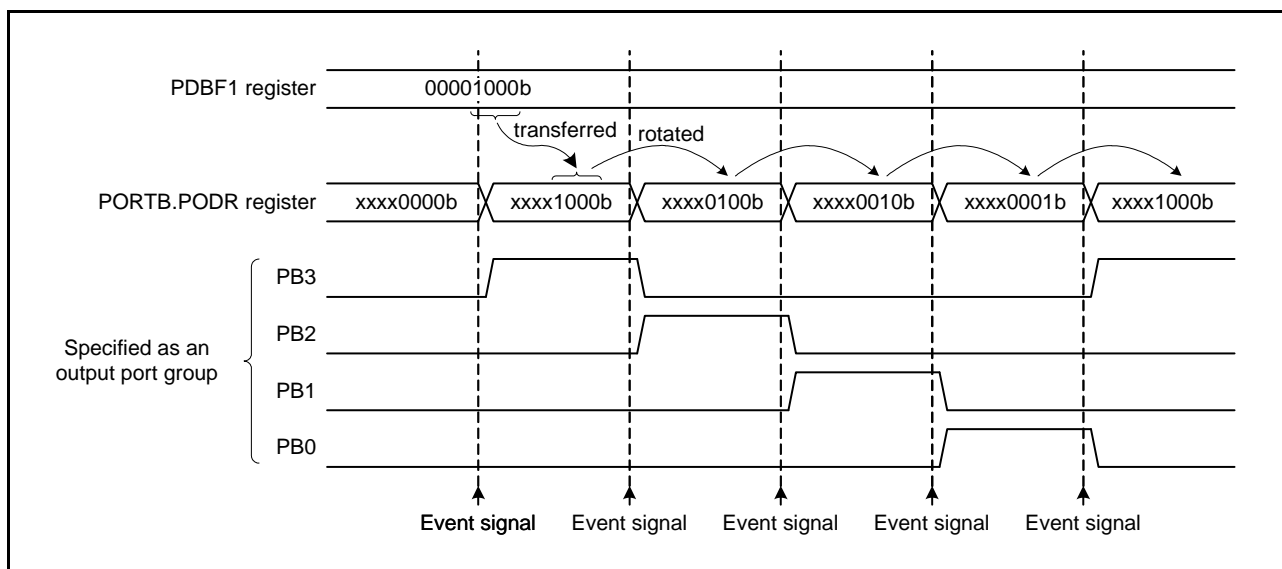 PDBF1 register
00001000b
transferred
rotated
PORTB.PODR register
xxxx0000b
xxxx1000b
xxxx0100b
xxxx0010b
xxxx0001b
xxxx1000b
Specified as an
output port group
PB3
PB2
PB1
PB0
Event signal
Event signal
Event signal
Event signal
Event signal